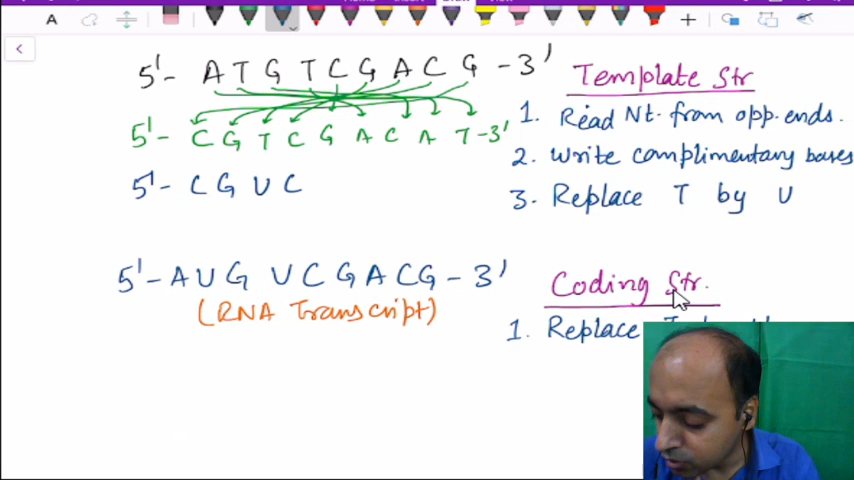 A
5'- A T G T C G A C G -3'
Template Str
1. Read Nt. from opp. ends.
5'- C G T C G A C A T-3'
2. Write complimentary bases
5'- C G U C
3. Replace T by U
5'- A U G U C G A C G - 3'
Coding Str.
(RNA Transcript)
1. Replace